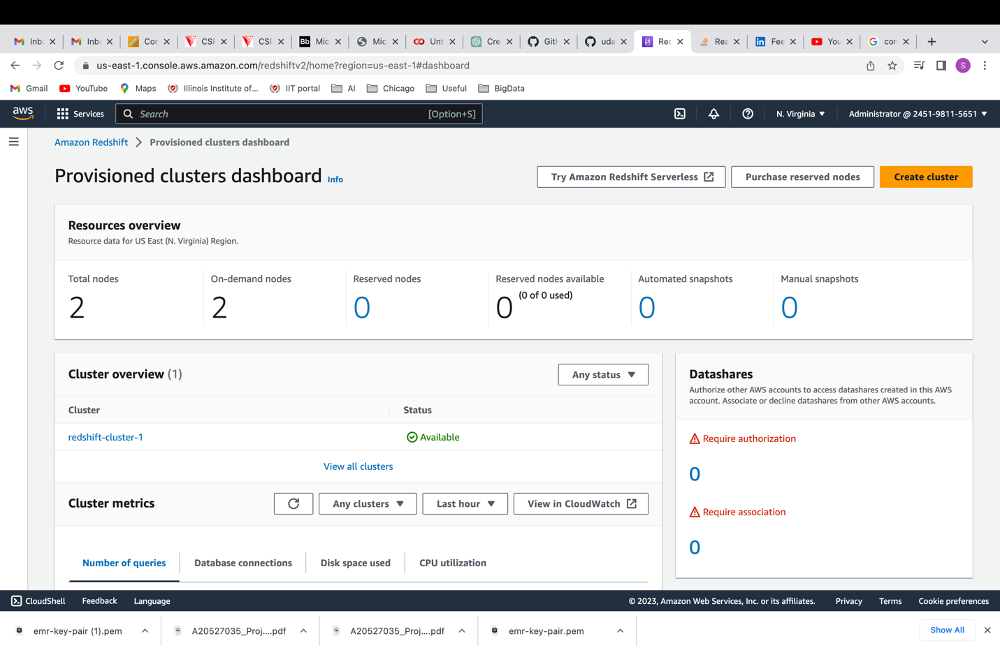 Inbo
Inbo
Cor
CSP
CSP
Bb Mic
Mic
Unt
Cre
Gith
uda
Rec
Rea
in Fee
You
con
us-east-1.console.aws.amazon.com/redshiftv2/home?region=us-east-1#dashboard
S
Gmail YouTube Maps Illinois Institute of... IIT portal AI Chicago Useful BigData
aws Services Search [Option+S] N. Virginia Administrator @ 2451-9811-5651
Amazon Redshift Provisioned clusters dashboard
Provisioned clusters dashboard Info Try Amazon Redshift Serverless Purchase reserved nodes Create cluster
Resources overview
Resource data for US East (N. Virginia) Region.
Total nodes
2
On-demand nodes
2
Reserved nodes
0
Reserved nodes available
0 (0 of 0 used)
Automated snapshots
0
Manual snapshots
0
Cluster overview (1) Any status
Cluster Status
redshift-cluster-1 Available
View all clusters
Cluster metrics Any clusters Last hour View in CloudWatch
Number of queries Database connections Disk space used CPU utilization
Datashares
Authorize other AWS accounts to access datashares created in this AWS
account. Associate or decline datashares from other AWS accounts.
Require authorization
0
Require association
0
CloudShell Feedback Language © 2023, Amazon Web Services, Inc. or its affiliates. Privacy Terms Cookie preferences
emr-key-pair (1).pem A20527035_Proj....pdf A20527035_Proj....pdf emr-key-pair.pem Show All